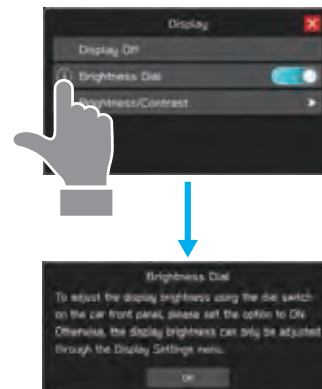 Display
Display Off
Brightness Dial
Brightness/Contrast
Brightness Dial
To adjust the display brightness using the dial switch
on the car front panel, please set the option to ON.
Otherwise, the display brightness can only be adjusted
through the Display Settings menu.
OK